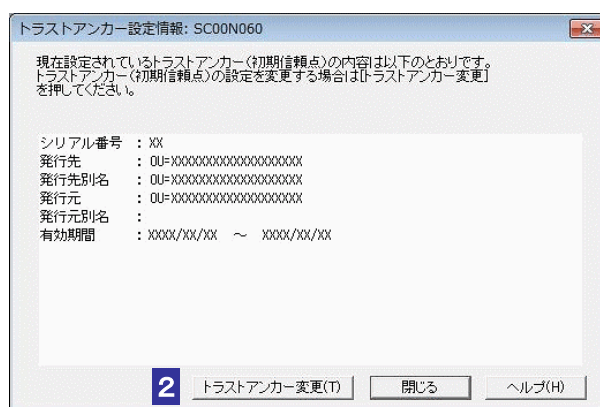 トラストアンカー設定情報: SC00N060
現在設定されているトラストアンカー(初期信頼点)の内容は以下のとおりです。
トラストアンカー(初期信頼点)の設定を変更する場合は[トラストアンカー変更]
を押してください。
シリアル番号 : XX
発行先 : OU=XXXXXXXXXXXXXXXXXXXX
発行先別名 : OU=XXXXXXXXXXXXXXXXXXXX
発行元 : OU=XXXXXXXXXXXXXXXXXXXX
発行元別名 :
有効期間 : XXXX/XX/XX ～ XXXX/XX/XX
2 トラストアンカー変更(T) 閉じる ヘルプ(H)